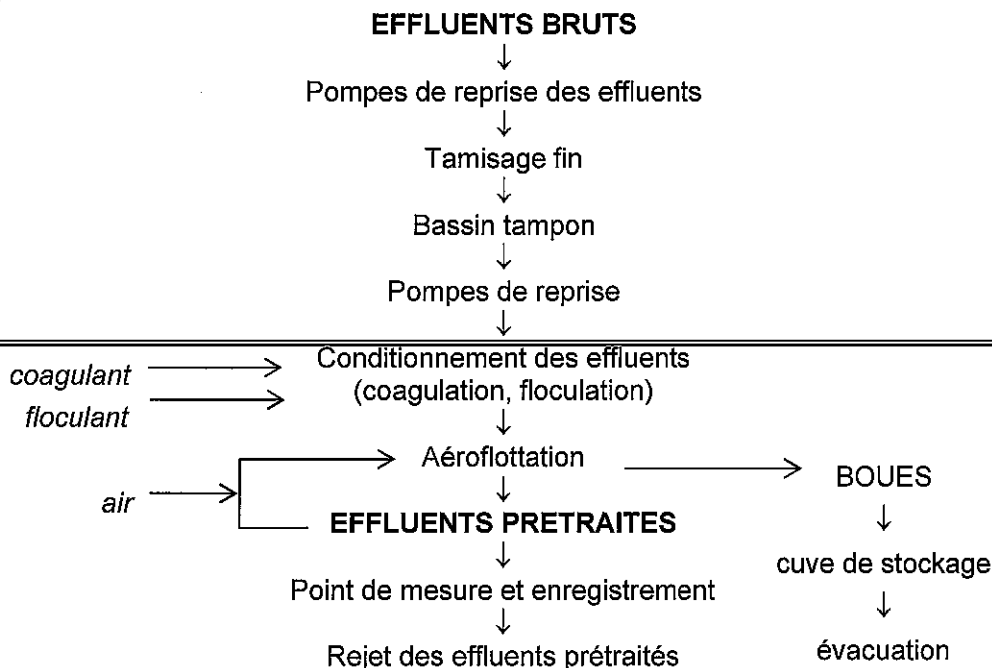 EFFLUENTS BRUTS
Pompes de reprise des effluents
Tamisage fin
Bassin tampon
Pompes de reprise
coagulant
Conditionnement des effluents
(coagulation, floculation)
floculant
Aéroflottation
BOUES
air
EFFLUENTS PRETRAITES
cuve de stockage
Point de mesure et enregistrement
Rejet des effluents prétraités
évacuation